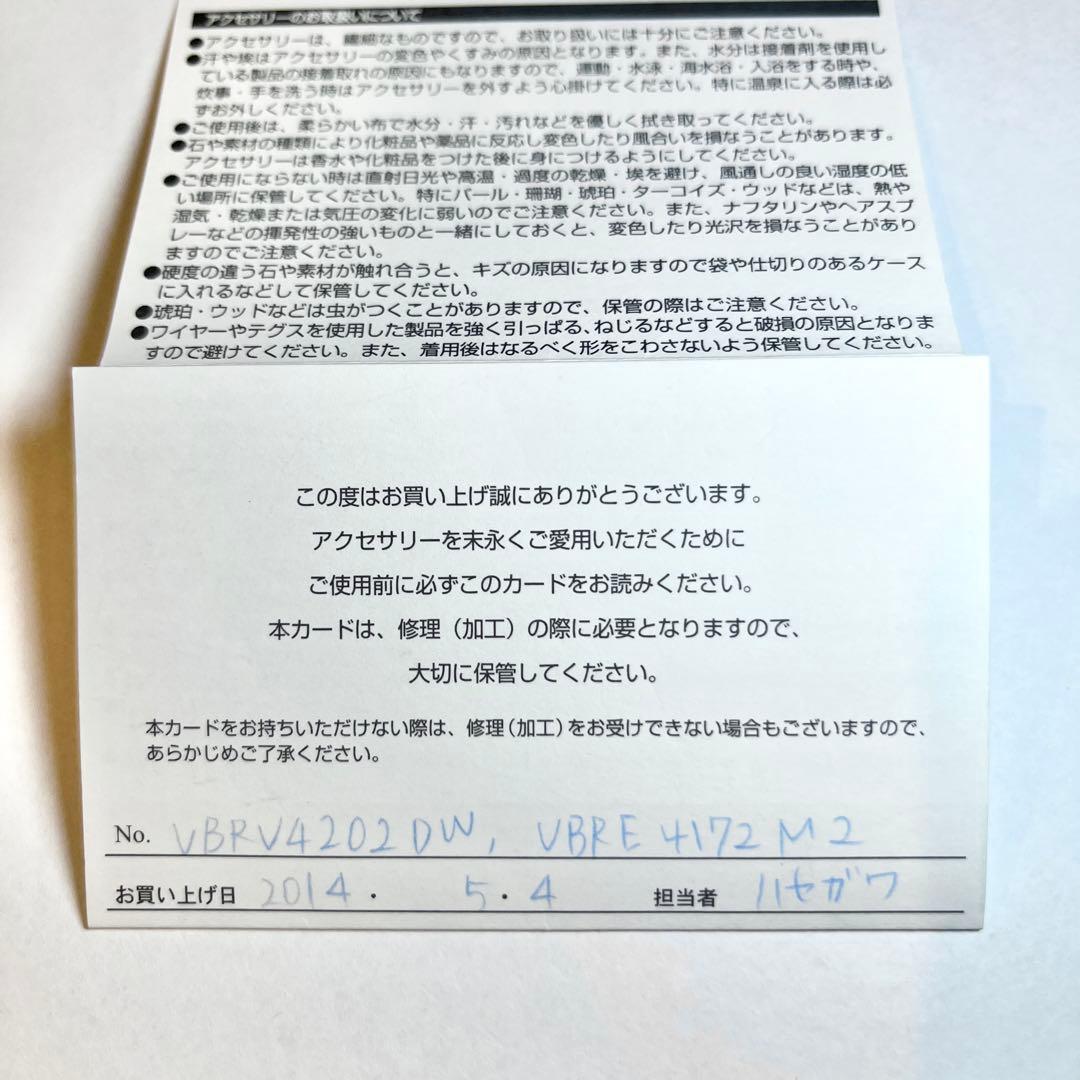 アクセサリーのお取扱いについて
●アクセサリーは、繊細なものですので、お取り扱いには十分にご注意ください。
●汗や埃はアクセサリーの変色やくすみの原因となります。また、水分は接着剤を使用し
ている製品の接着取れの原因にもなりますので、運動・水泳・海水浴・入浴をする時や、
炊事・手を洗う時はアクセサリーを外すよう心掛けてください。特に温泉に入る際は必
ずお外しください。
●ご使用後は、柔らかい布で水分・汗・汚れなどを優しく拭き取ってください。
●石や素材の種類により化粧品や薬品に反応し変色したり風合いを損なうことがあります。
アクセサリーは香水や化粧品をつけた後に身につけるようにしてください。
●ご使用にならない時は直射日光や高温・過度の乾燥・埃を避け、風通しの良い湿度の低
い場所に保管してください。特にパール・珊瑚・琥珀・ターコイズ・ウッドなどは、熱や
湿気・乾燥または気圧の変化に弱いのでご注意ください。また、ナフタリンやヘアスプ
レーなどの揮発性の強いものと一緒にしておくと、変色したり光沢を損なうことがあり
ますのでご注意ください。
●硬度の違う石や素材が触れ合うと、キズの原因になりますので袋や仕切りのあるケース
に入れるなどして保管してください。
●琥珀・ウッドなどは虫がつくことがありますので、保管の際はご注意ください。
●ワイヤーやテグスを使用した製品を強く引っぱる、ねじるなどすると破損の原因となりま
すので避けてください。また、着用後はなるべく形をこわさないよう保管してください。
この度はお買い上げ誠にありがとうございます。
アクセサリーを末永くご愛用いただくために
ご使用前に必ずこのカードをお読みください。
本カードは、修理（加工）の際に必要となりますので、
大切に保管してください。
本カードをお持ちいただけない際は、修理（加工）をお受けできない場合もございますので、
あらかじめご了承ください。
No. VBRV4202DW, VBRE4172M2
お買い上げ日 2014・5・4 担当者 ハセガワ